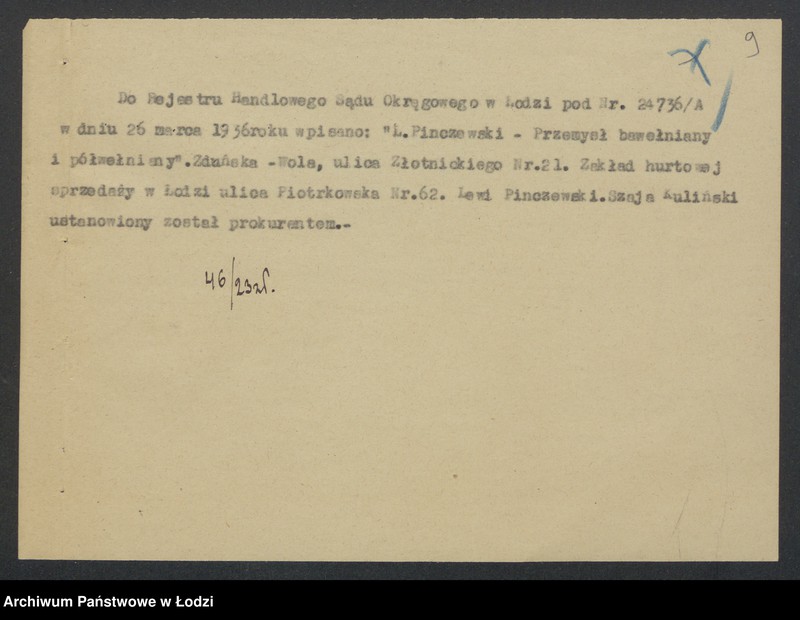 9
Do Rejestru Handlowego Sądu Okręgowego w Łodzi pod Nr. 24736/A
w dniu 26 marca 1936roku wpisano: "L.Pinczewski - Przemysł bawełniany
i półwełniany".Zduńska -Wola, ulica Złotnickiego Nr.21. Zakład hurtowej
sprzedaży w Łodzi ulica Piotrkowska Nr.62. Lewi Pinczewski.Szaja Kuliński
ustanowiony został prokurentem.-
46/23zł.
Archiwum Państwowe w Łodzi